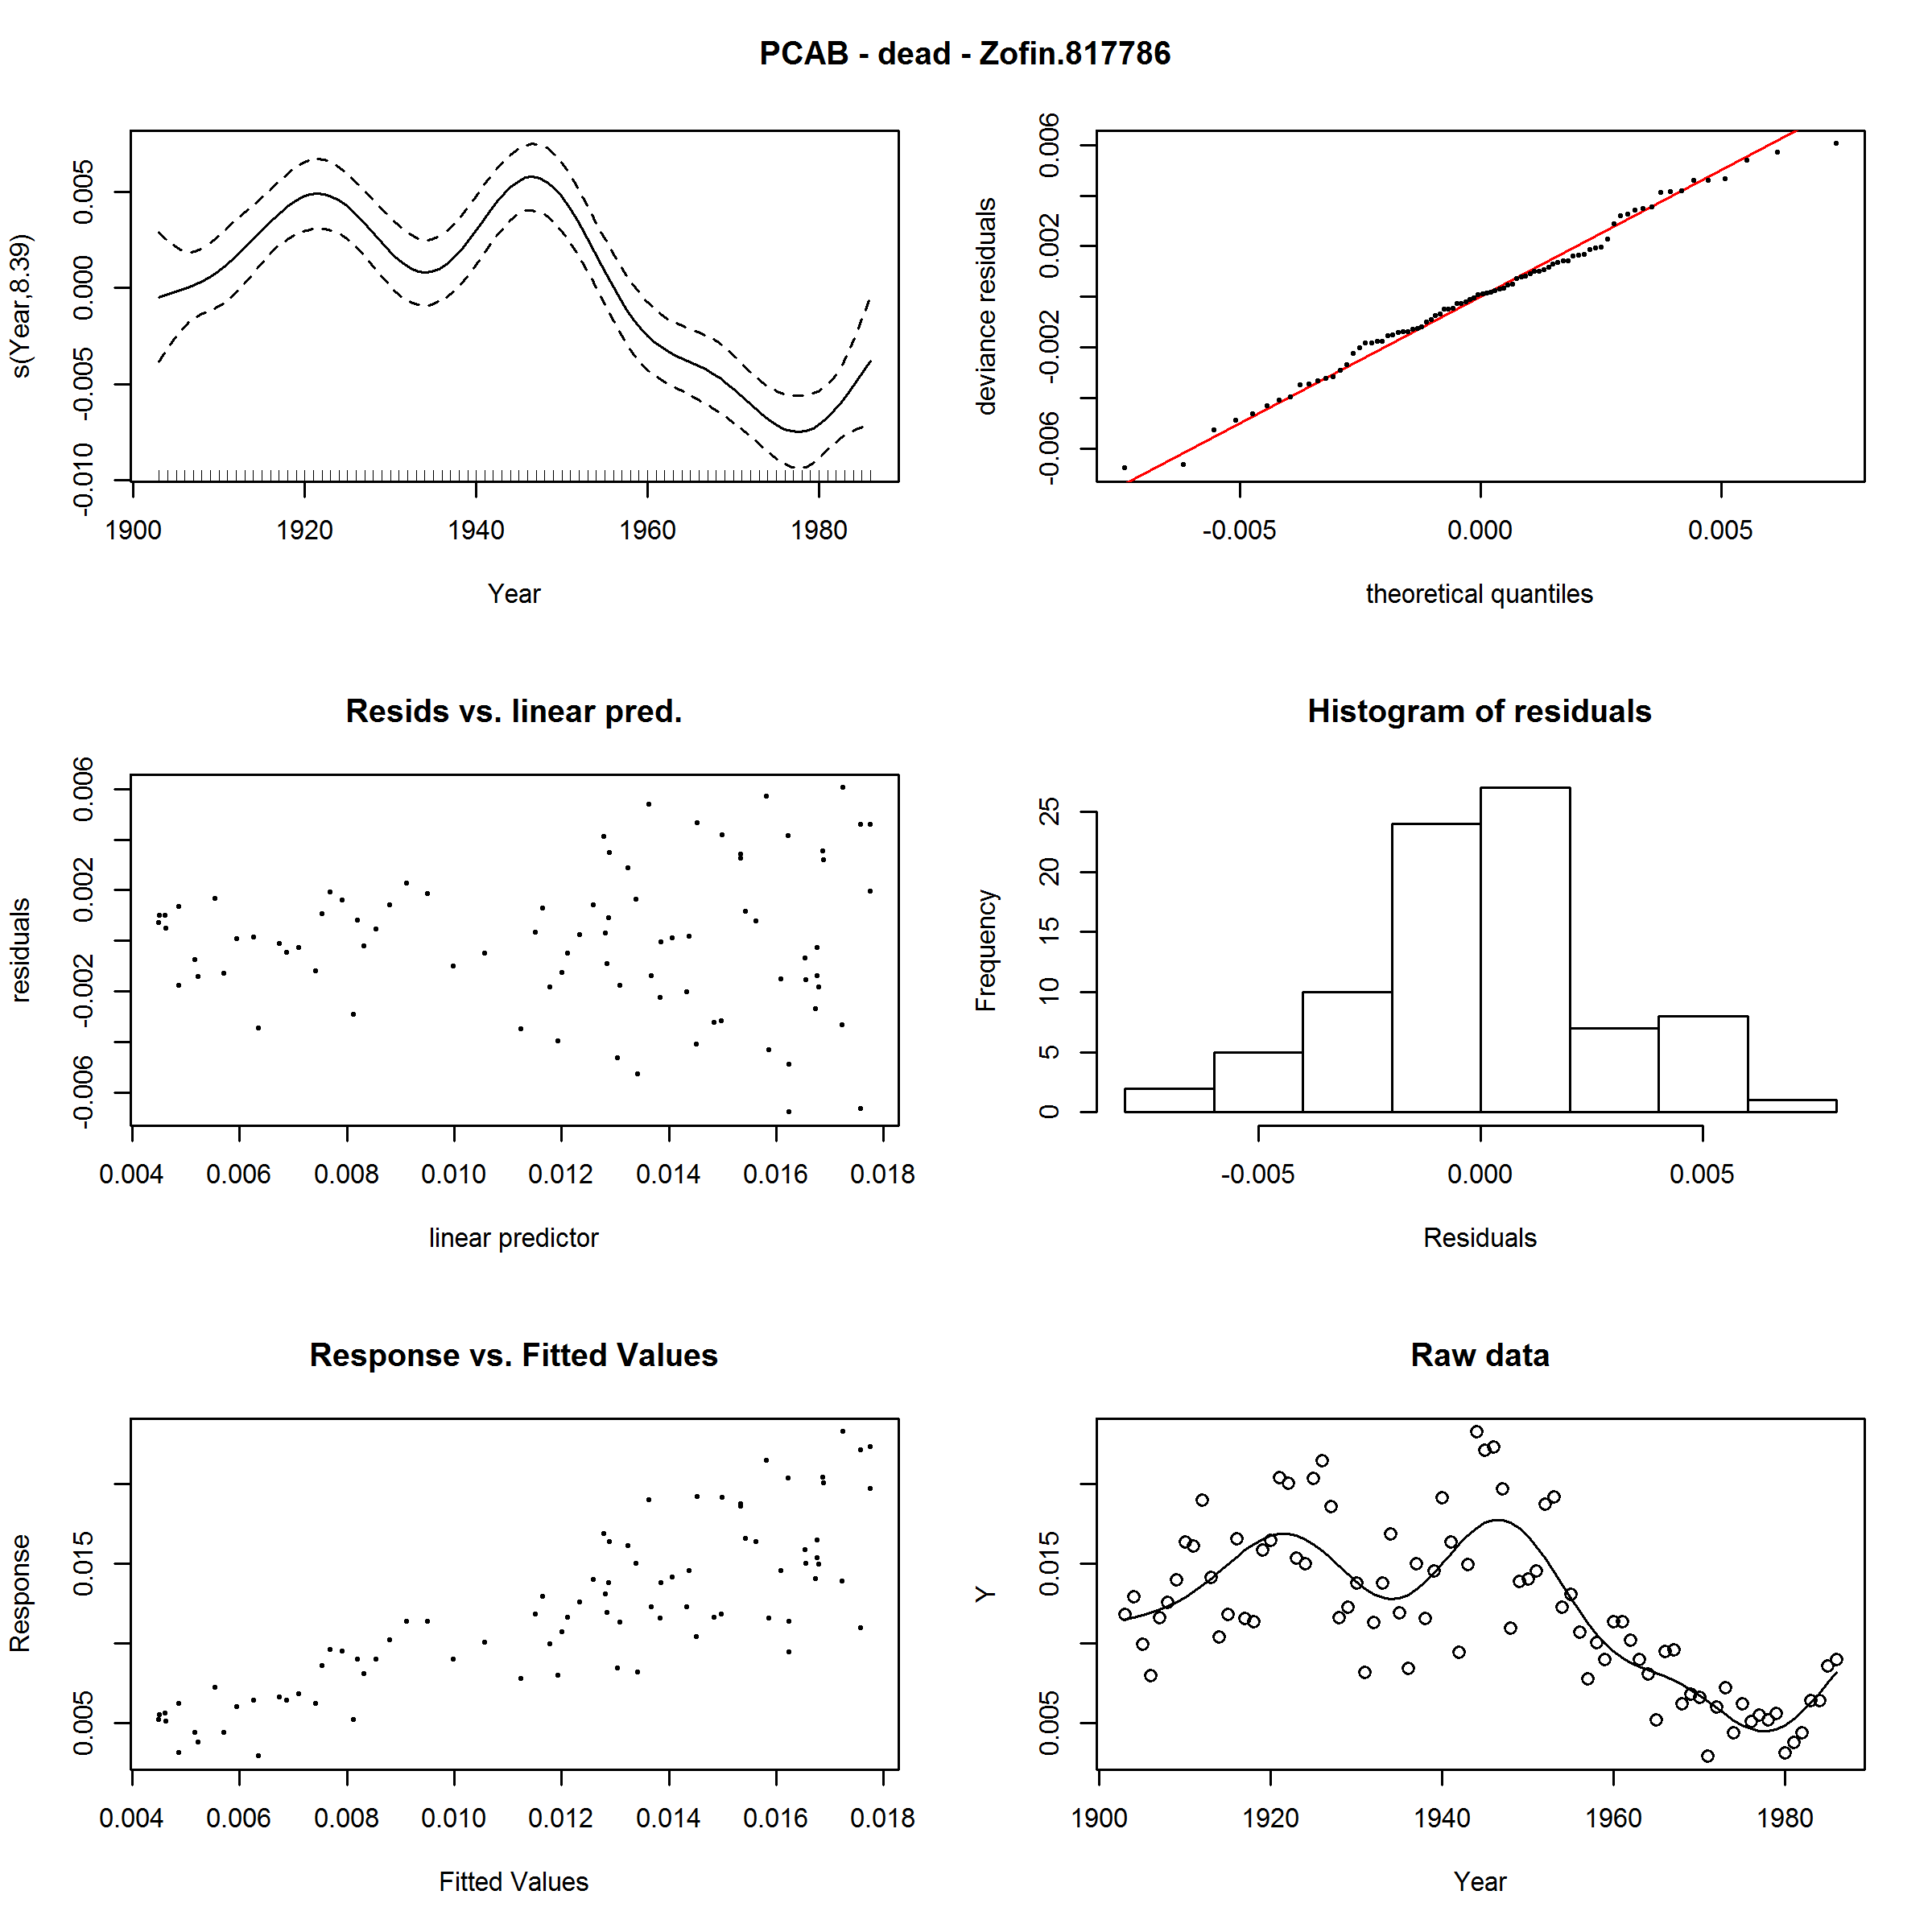 PCAB - dead - Zofin.817786
s(Year,8.39)
0.005
0.000
-0.005
-0.010
1900 1920 1940 1960 1980
Year
deviance residuals
0.006
0.002
-0.002
-0.006
-0.005 0.000 0.005
theoretical quantiles
Resids vs. linear pred.
residuals
0.006
0.002
-0.002
-0.006
0.004 0.006 0.008 0.010 0.012 0.014 0.016 0.018
linear predictor
Histogram of residuals
Frequency
25
20
15
10
5
0
-0.005 0.000 0.005
Residuals
Response vs. Fitted Values
Response
0.015
0.005
0.004 0.006 0.008 0.010 0.012 0.014 0.016 0.018
Fitted Values
Raw data
Y
0.015
0.005
1900 1920 1940 1960 1980
Year